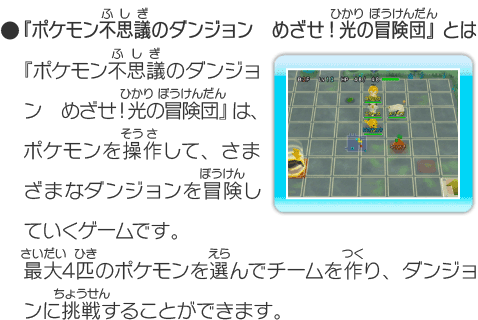 ●『ポケモン不思議のダンジョン　めざせ！光の冒険団』とは
『ポケモン不思議のダンジョ
ン　めざせ！光の冒険団』は、
ポケモンを操作して、さま
ざまなダンジョンを冒険し
ていくゲームです。
最大4匹のポケモンを選んでチームを作り、ダンジョ
ンに挑戦することができます。